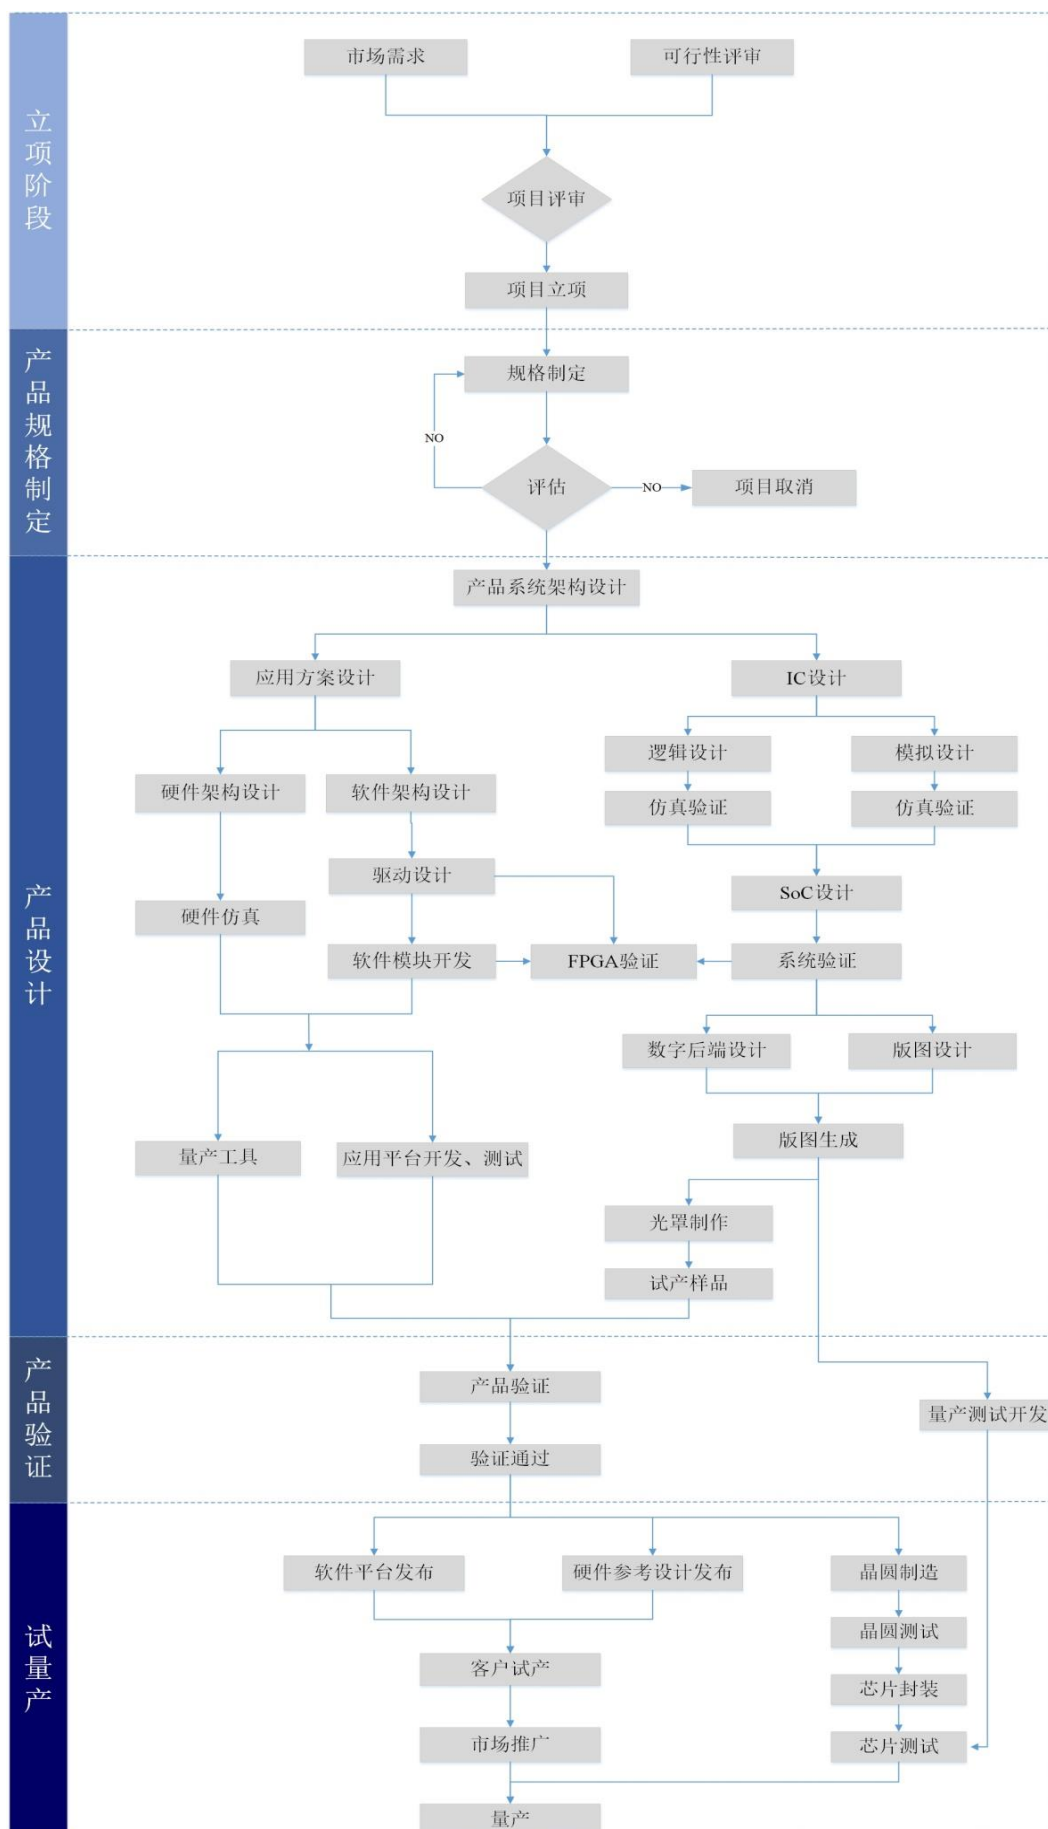 立项阶段
市场需求
可行性评审
项目评审
项目立项
产品规格制定
规格制定
NO
评估
NO
项目取消
产品设计
产品系统架构设计
应用方案设计
IC设计
逻辑设计
模拟设计
硬件架构设计
软件架构设计
仿真验证
仿真验证
驱动设计
SoC设计
硬件仿真
软件模块开发
FPGA验证
系统验证
数字后端设计
版图设计
量产工具
应用平台开发、测试
版图生成
光罩制作
试产样品
产品验证
产品验证
量产测试开发
验证通过
试量产
软件平台发布
硬件参考设计发布
晶圆制造
晶圆测试
客户试产
芯片封装
市场推广
芯片测试
量产